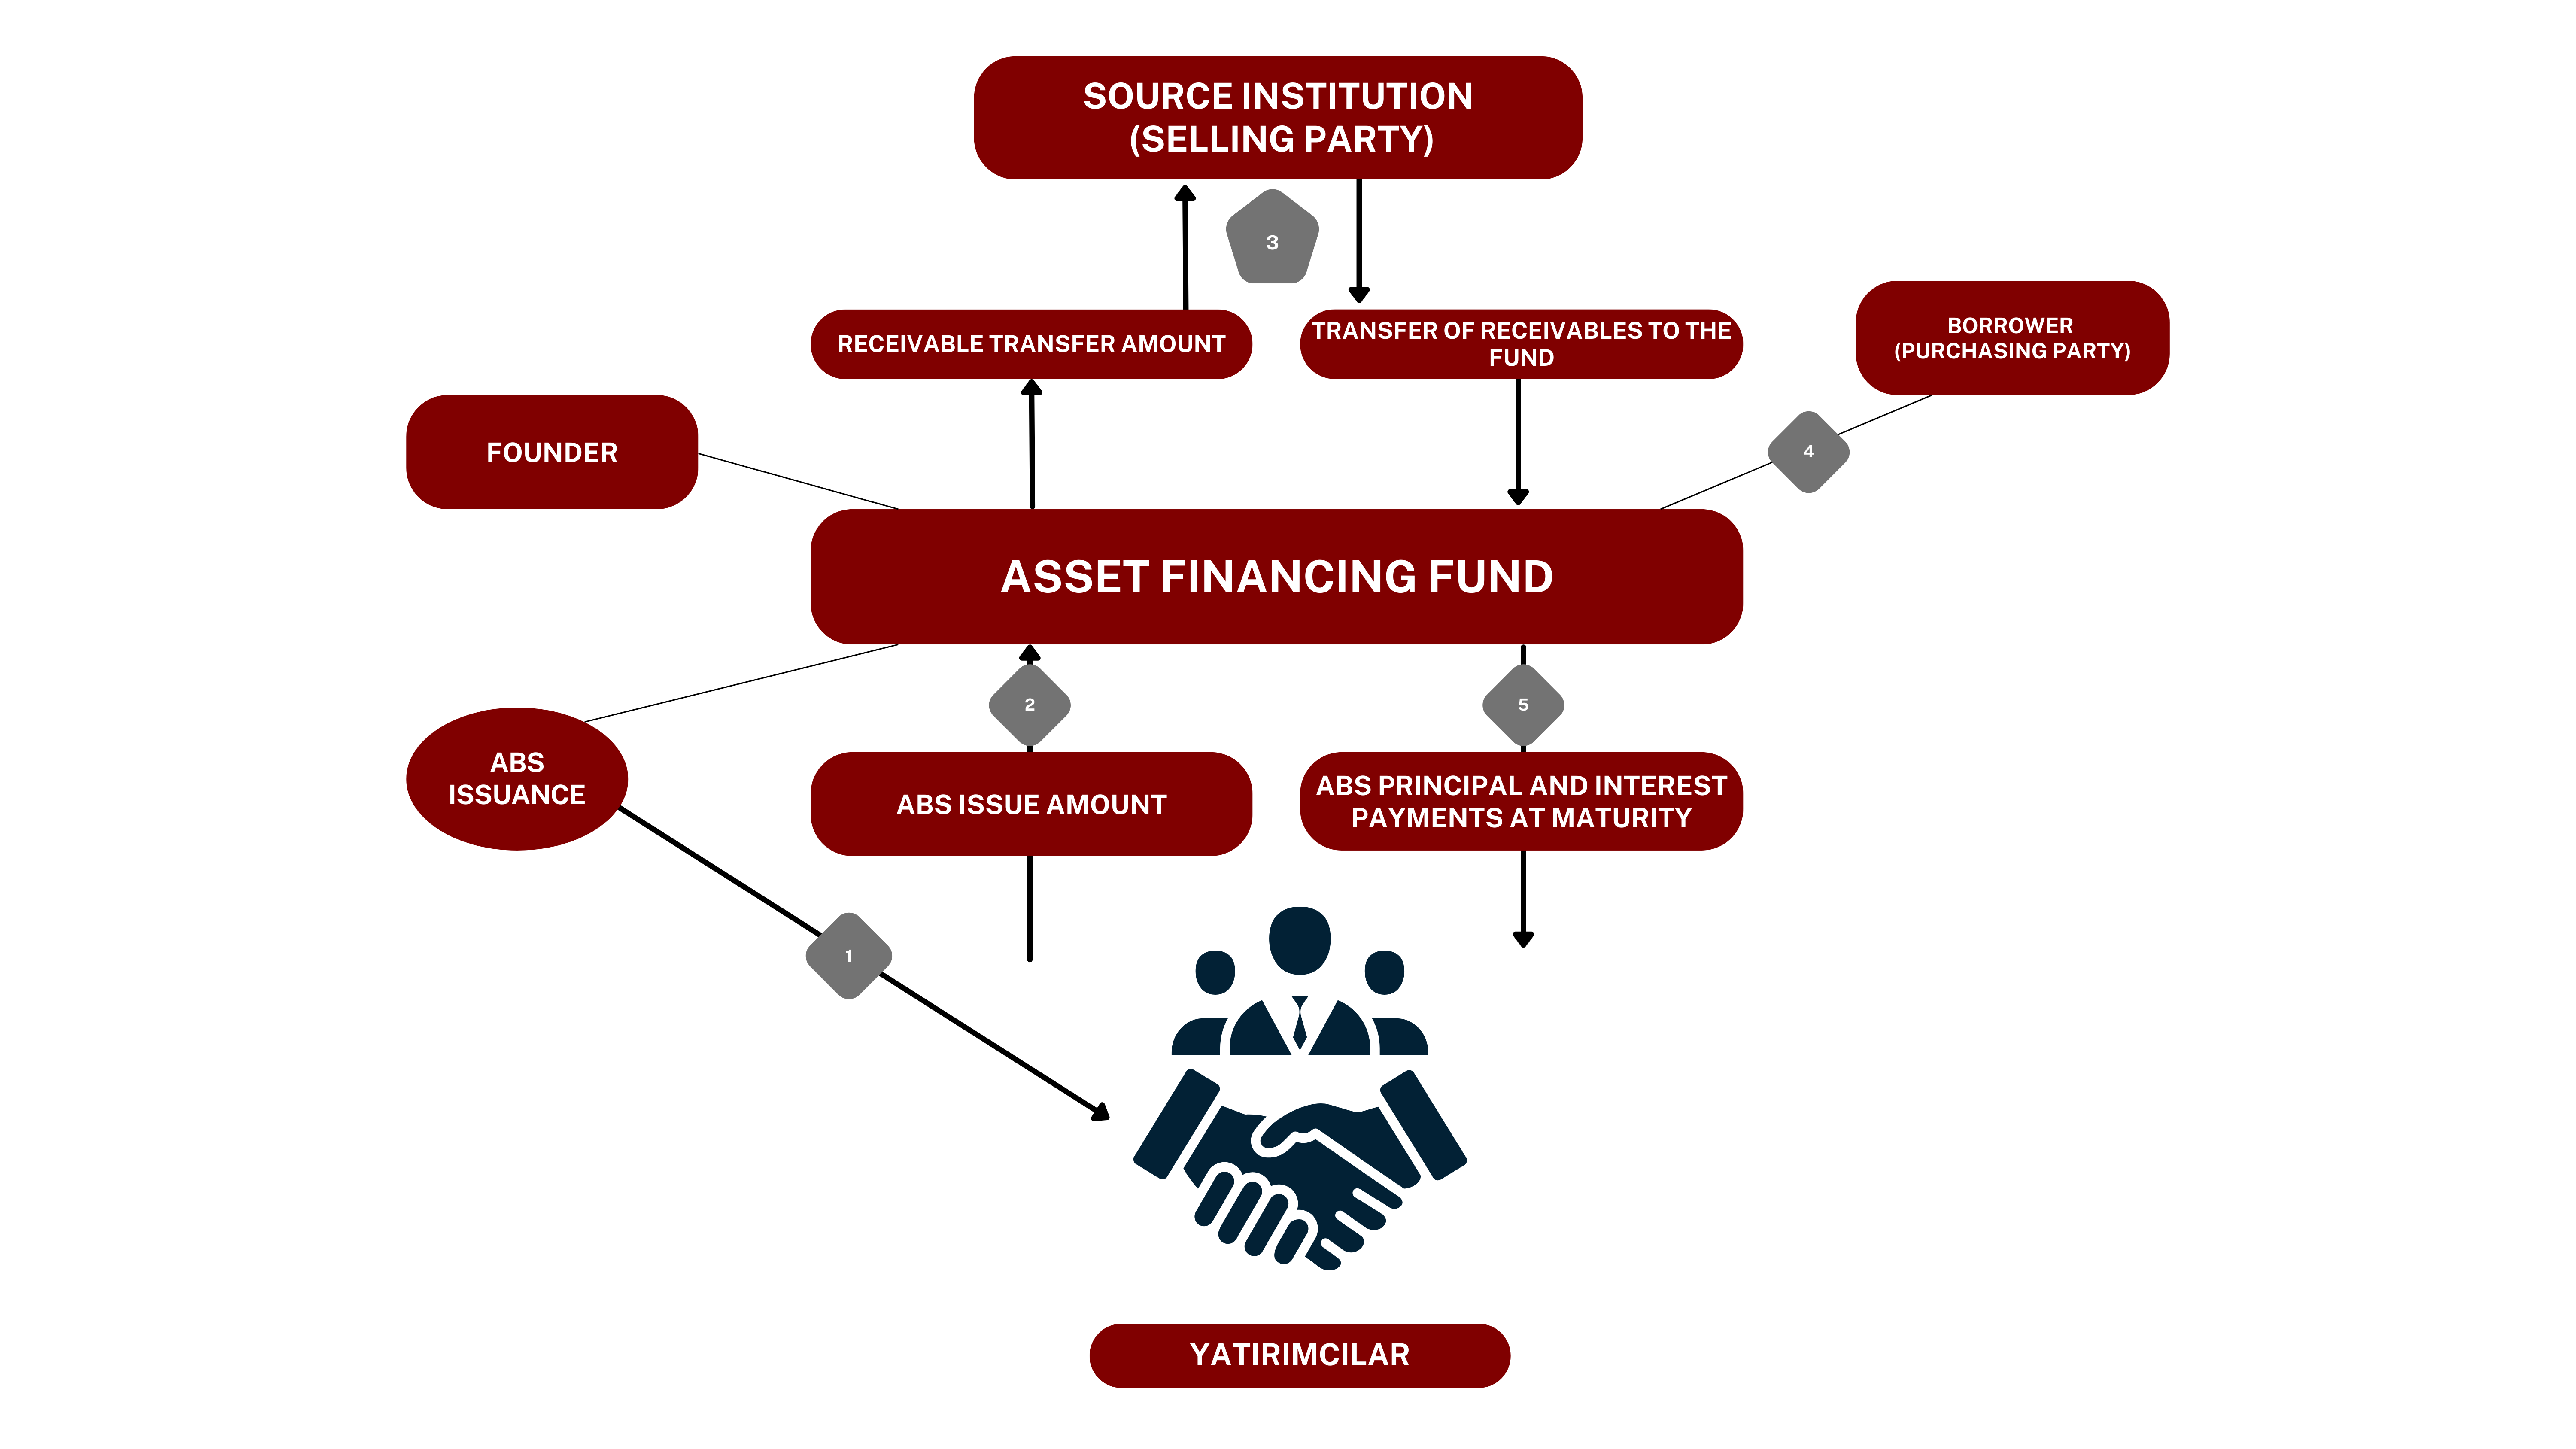 SOURCE INSTITUTION
(SELLING PARTY)
3
RECEIVABLE TRANSFER AMOUNT
TRANSFER OF RECEIVABLES TO THE
FUND
BORROWER
(PURCHASING PARTY)
FOUNDER
4
ASSET FINANCING FUND
2
5
ABS
ISSUANCE
ABS ISSUE AMOUNT
ABS PRINCIPAL AND INTEREST
PAYMENTS AT MATURITY
1
YATIRIMCILAR